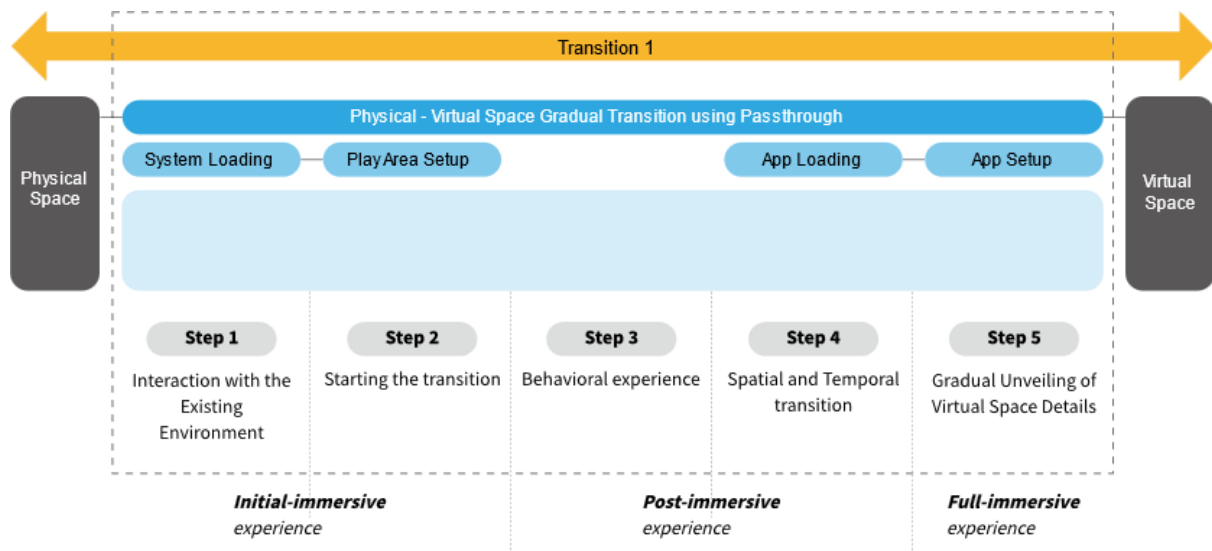 Transition 1
Physical - Virtual Space Gradual Transition using Passthrough
System Loading
Play Area Setup
App Loading
App Setup
Physical
Space
Virtual
Space
Step 1
Step 2
Step 3
Step 4
Step 5
Interaction with the
Existing
Environment
Starting the transition
Behavioral experience
Spatial and Temporal
transition
Gradual Unveiling of
Virtual Space Details
Initial-immersive
experience
Post-immersive
experience
Full-immersive
experience